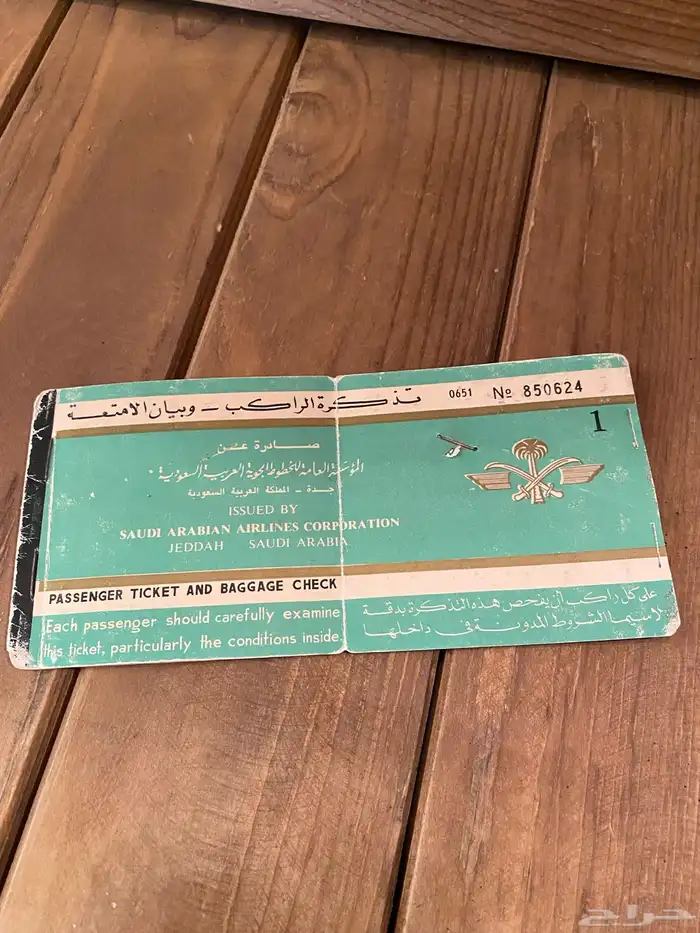 تذكرة الراكب – وبيان الامتعة
0651 No 850624
1
صادرة عن
المؤسسة العامة للخطوط الجوية العربية السعودية
جدة – المملكة العربية السعودية
ISSUED BY
SAUDI ARABIAN AIRLINES CORPORATION
JEDDAH SAUDI ARABIA
PASSENGER TICKET AND BAGGAGE CHECK
Each passenger should carefully examine
this ticket, particularly the conditions inside.
على كل راكب أن يفحص هذه التذكرة بدقة
لا سيما الشروط المدونة في داخلها
حراج